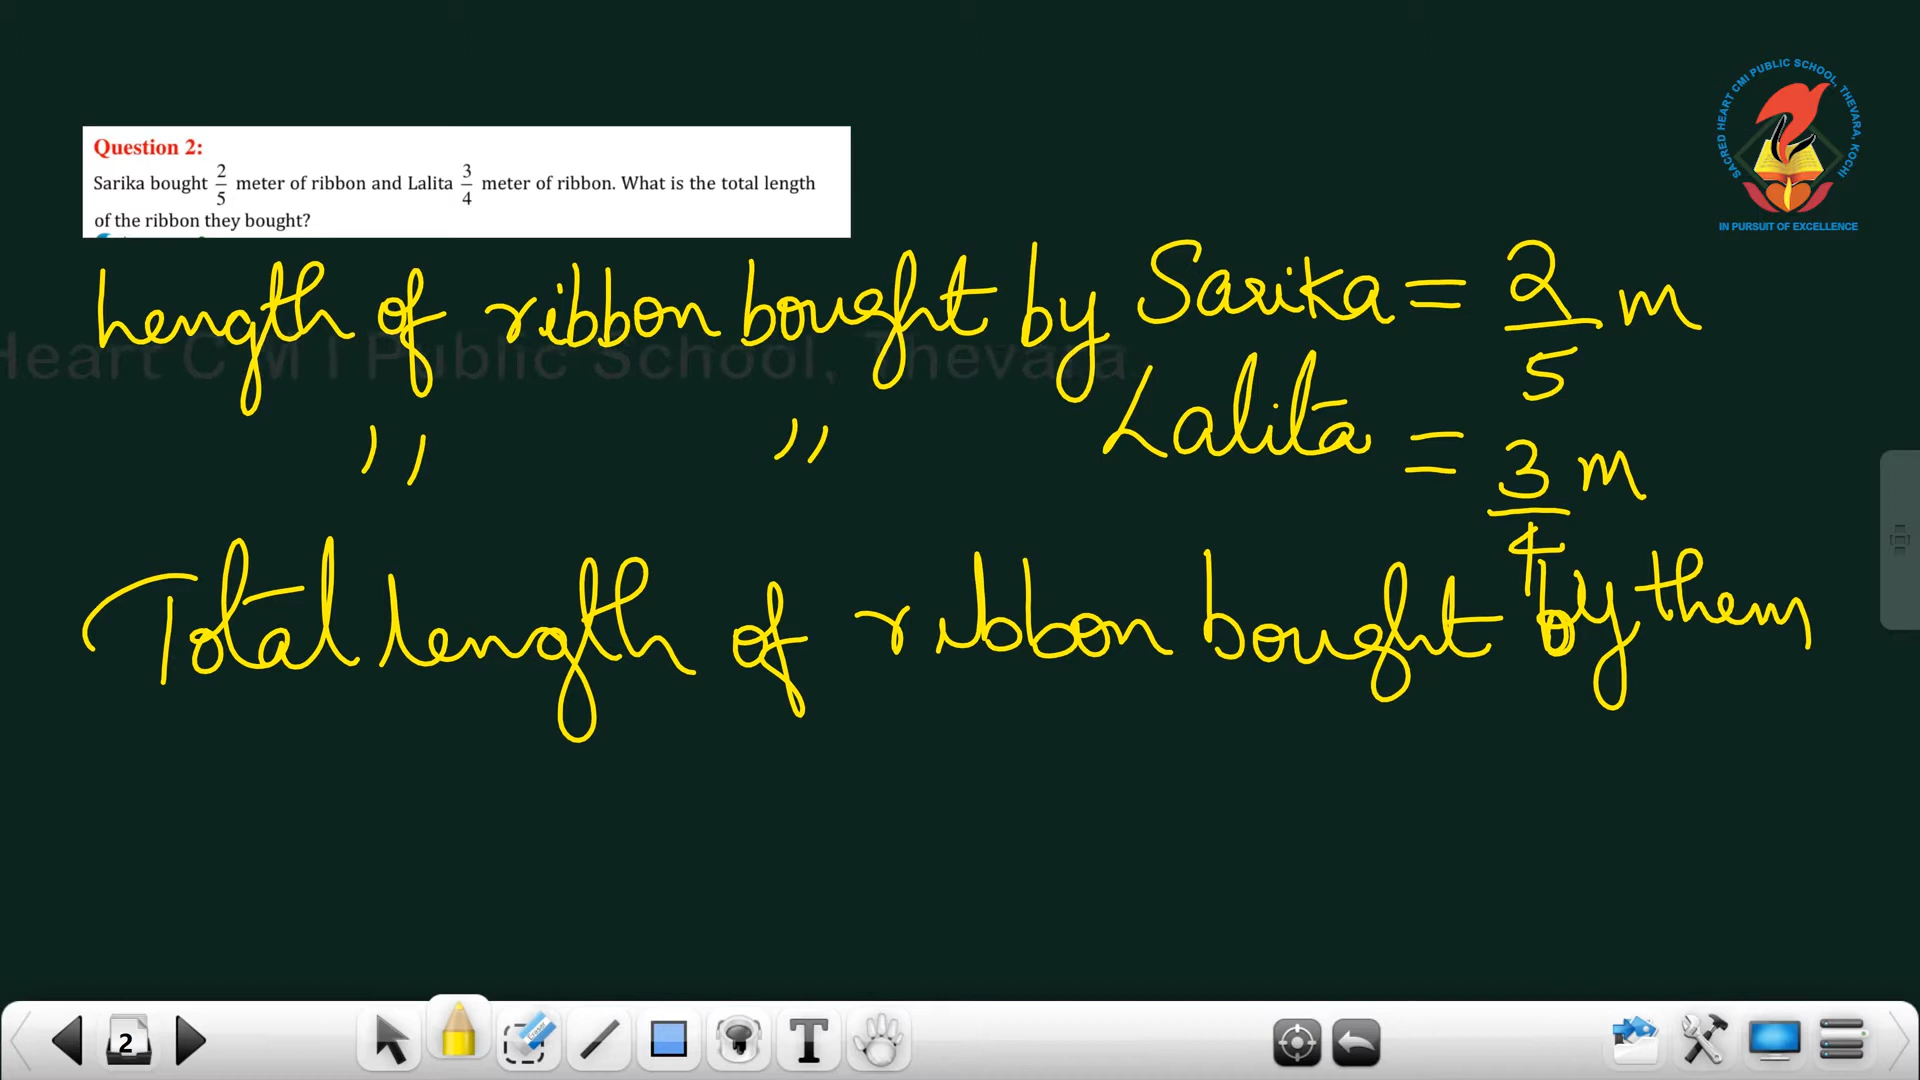 SACRED HEART CMI PUBLIC SCHOOL, THEVARA, KOCHI
IN PURSUIT OF EXCELLENCE
Question 2:
Sarika bought 2/5 meter of ribbon and Lalita 3/4 meter of ribbon. What is the total length
of the ribbon they bought?
Length of ribbon bought by Sarika = 2/5 m
Heart C M I Public School, Thevara
,, ,, Lalita = 3/4 m
Total length of ribbon bought by them
2
Eraser
T